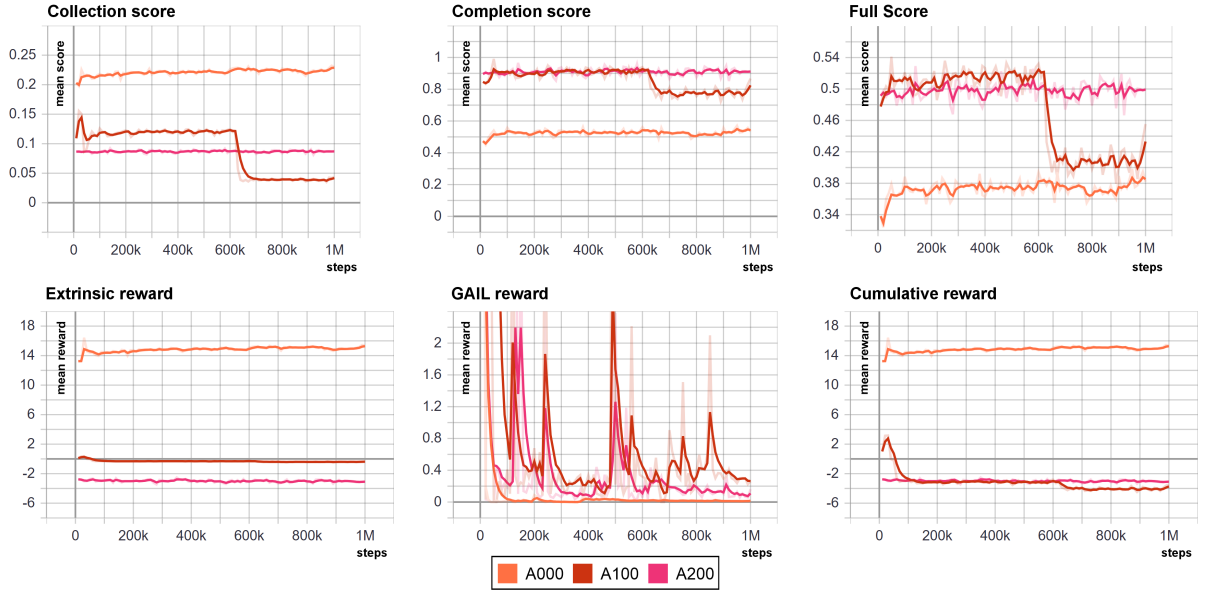 Collection score
mean score
0.25
0.2
0.15
0.1
0.05
0
0 200k 400k 600k 800k 1M
steps
Completion score
mean score
1
0.8
0.6
0.4
0.2
0
0 200k 400k 600k 800k 1M
steps
Full Score
mean score
0.54
0.5
0.46
0.42
0.38
0.34
0 200k 400k 600k 800k 1M
steps
Extrinsic reward
mean reward
18
14
10
6
2
-2
-6
0 200k 400k 600k 800k 1M
steps
GAIL reward
mean reward
2
1.6
1.2
0.8
0.4
0
0 200k 400k 600k 800k 1M
steps
Cumulative reward
mean reward
18
14
10
6
2
-2
-6
0 200k 400k 600k 800k 1M
steps
A000 A100 A200